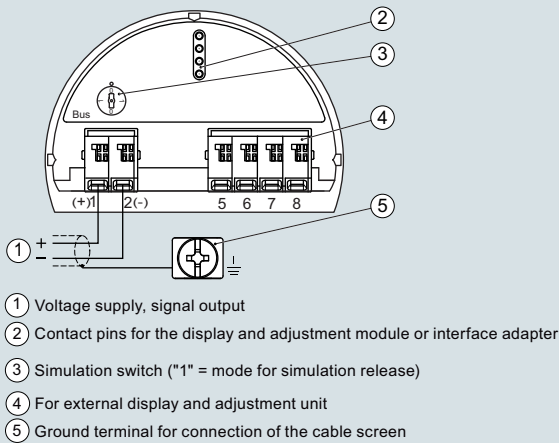 2
3
Bus
4
(+)1 2(-) 5 6 7 8
5
1 +
−
1 Voltage supply, signal output
2 Contact pins for the display and adjustment module or interface adapter
3 Simulation switch ("1" = mode for simulation release)
4 For external display and adjustment unit
5 Ground terminal for connection of the cable screen